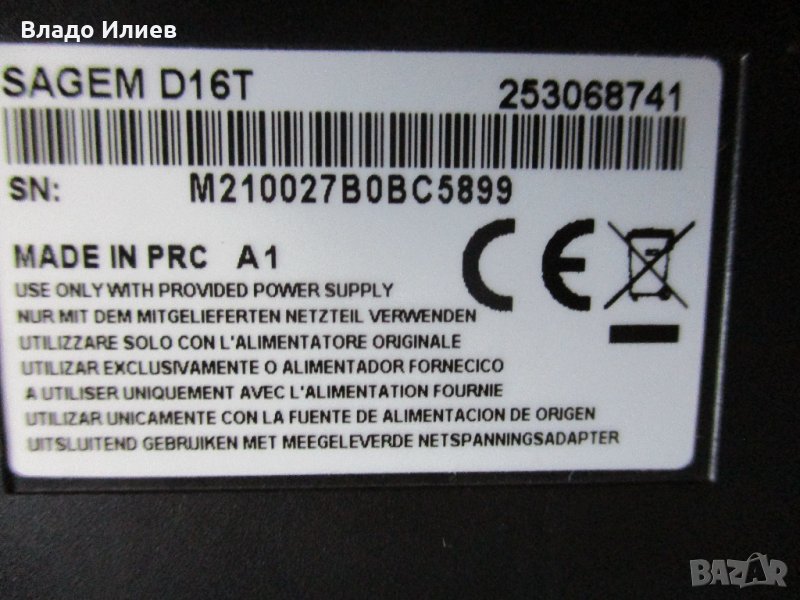 Владо Илиев
SAGEM D16T 253068741
SN: M210027B0BC5899
MADE IN PRC A1
CE
USE ONLY WITH PROVIDED POWER SUPPLY
NUR MIT DEM MITGELIEFERTEN NETZTEIL VERWENDEN
UTILIZZARE SOLO CON L'ALIMENTATORE ORIGINALE
UTILIZAR EXCLUSIVAMENTE O ALIMENTADOR FORNECICO
A UTILISER UNIQUEMENT AVEC L'ALIMENTATION FOURNIE
UTILIZAR UNICAMENTE CON LA FUENTE DE ALIMENTACION DE ORIGEN
UITSLUITEND GEBRUIKEN MET MEEGELEVERDE NETSPANNINGSADAPTER
BAZAR